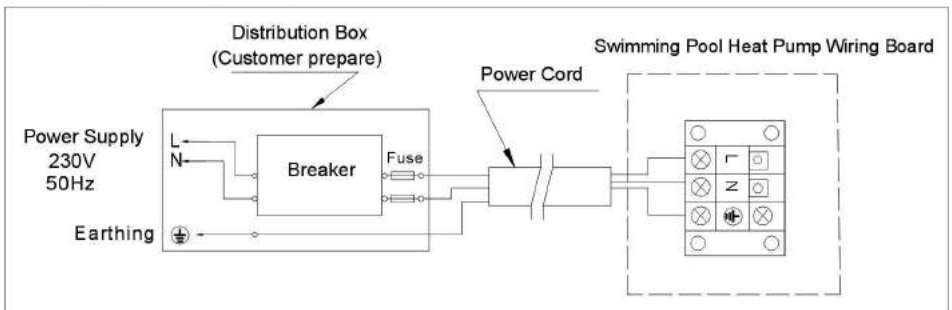 Distribution Box
(Customer prepare)
Swimming Pool Heat Pump Wiring Board
Power Cord
Power Supply
230V
50Hz
L
N
Breaker
Fuse
Earthing
L
N